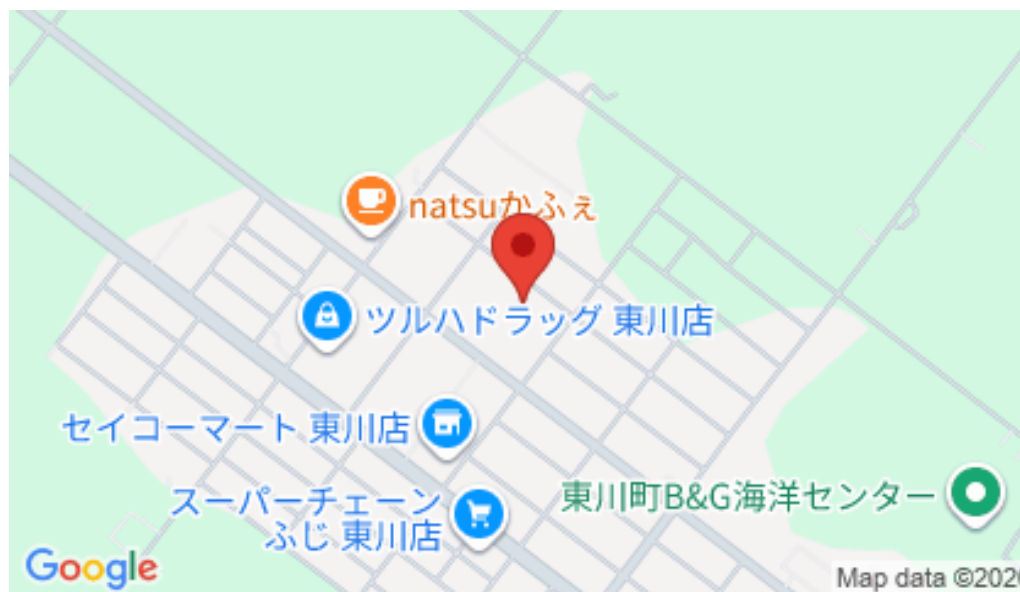 natsuかふぇ
ツルハドラッグ 東川店
セイコーマート 東川店
スーパーチェーン
ふじ 東川店
東川町B&G海洋センター
Google
Map data ©2026